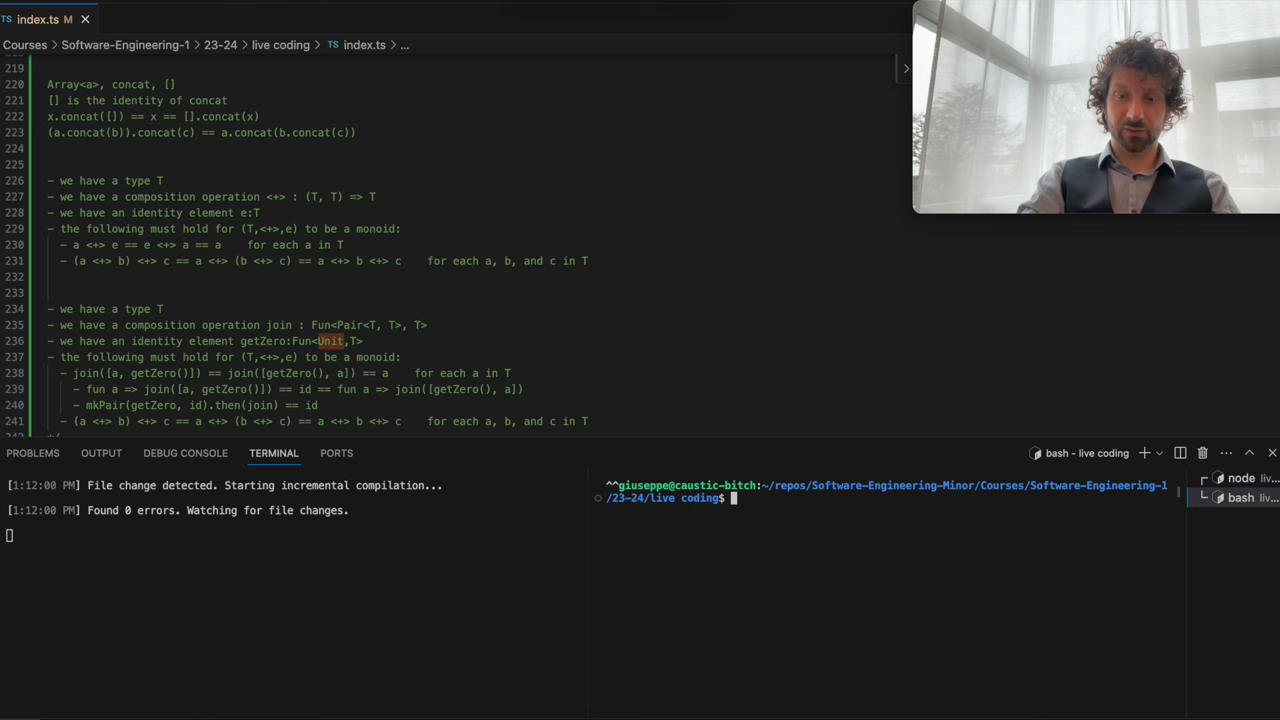 TS index.ts M ×
Courses > Software-Engineering-1 > 23-24 > live coding > TS index.ts > ...
219
220 Array<a>, concat, []
221 [] is the identity of concat
222 x.concat([]) == x == [].concat(x)
223 (a.concat(b)).concat(c) == a.concat(b.concat(c))
224
225
226 - we have a type T
227 - we have a composition operation <+> : (T, T) => T
228 - we have an identity element e:T
229 - the following must hold for (T,<+>,e) to be a monoid:
230 - a <+> e == e <+> a == a for each a in T
231 - (a <+> b) <+> c == a <+> (b <+> c) == a <+> b <+> c for each a, b, and c in T
232
233
234 - we have a type T
235 - we have a composition operation join : Fun<Pair<T, T>, T>
236 - we have an identity element getZero:Fun<Unit,T>
237 - the following must hold for (T,<+>,e) to be a monoid:
238 - join([a, getZero()]) == join([getZero(), a]) == a for each a in T
239 - fun a => join([a, getZero()]) == id == fun a => join([getZero(), a])
240 - mkPair(getZero, id).then(join) == id
241 - (a <+> b) <+> c == a <+> (b <+> c) == a <+> b <+> c for each a, b, and c in T
PROBLEMS OUTPUT DEBUG CONSOLE TERMINAL PORTS bash - live coding
[1:12:00 PM] File change detected. Starting incremental compilation...
[1:12:00 PM] Found 0 errors. Watching for file changes.
^^giuseppe@caustic-bitch:~/repos/Software-Engineering-Minor/Courses/Software-Engineering-1
/23-24/live coding$
node liv...
bash liv...